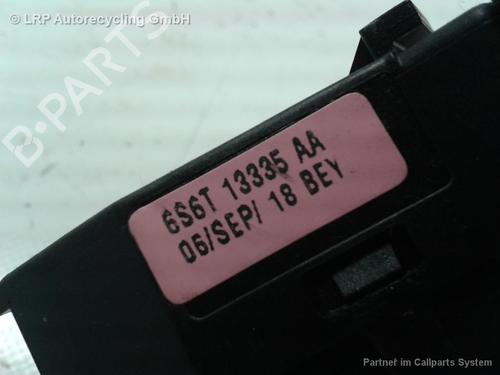 LRP Autorecycling GmbH
B-PARTS
6S6T 13335 AA
06/SEP/ 18 BEY
Partner im Callparts System